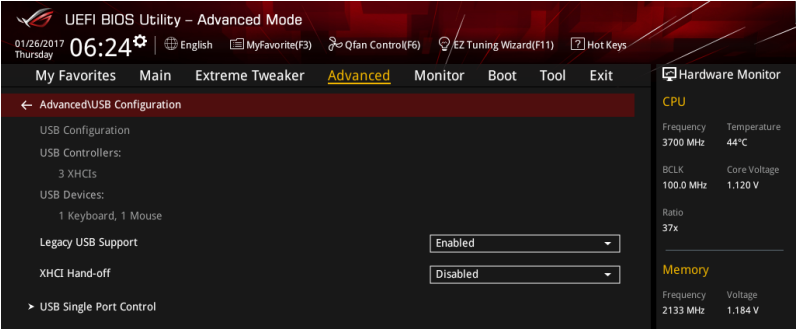 UEFI BIOS Utility – Advanced Mode
01/26/2017 Thursday 06:24 English MyFavorite(F3) Qfan Control(F6) EZ Tuning Wizard(F11) ? Hot Keys
My Favorites Main Extreme Tweaker Advanced Monitor Boot Tool Exit
← Advanced\USB Configuration
USB Configuration
USB Controllers:
3 XHCIs
USB Devices:
1 Keyboard, 1 Mouse
Legacy USB Support Enabled
XHCI Hand-off Disabled
> USB Single Port Control
Hardware Monitor
CPU
Frequency Temperature
3700 MHz 44°C
BCLK Core Voltage
100.0 MHz 1.120 V
Ratio
37x
Memory
Frequency Voltage
2133 MHz 1.184 V